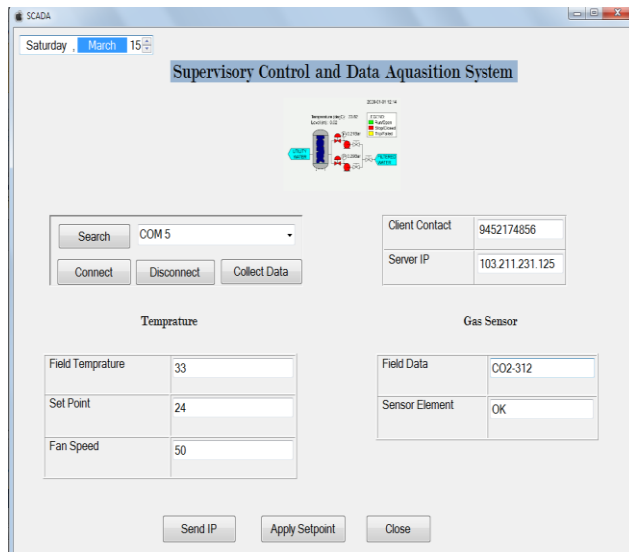 SCADA
Saturday , March 15
Supervisory Control and Data Aquasition System
Search COM 5
Connect Disconnect Collect Data
Client Contact 9452174856
Server IP 103.211.231.125
Temprature
Gas Sensor
Field Temprature 33
Set Point 24
Fan Speed 50
Field Data CO2-312
Sensor Element OK
Send IP Apply Setpoint Close